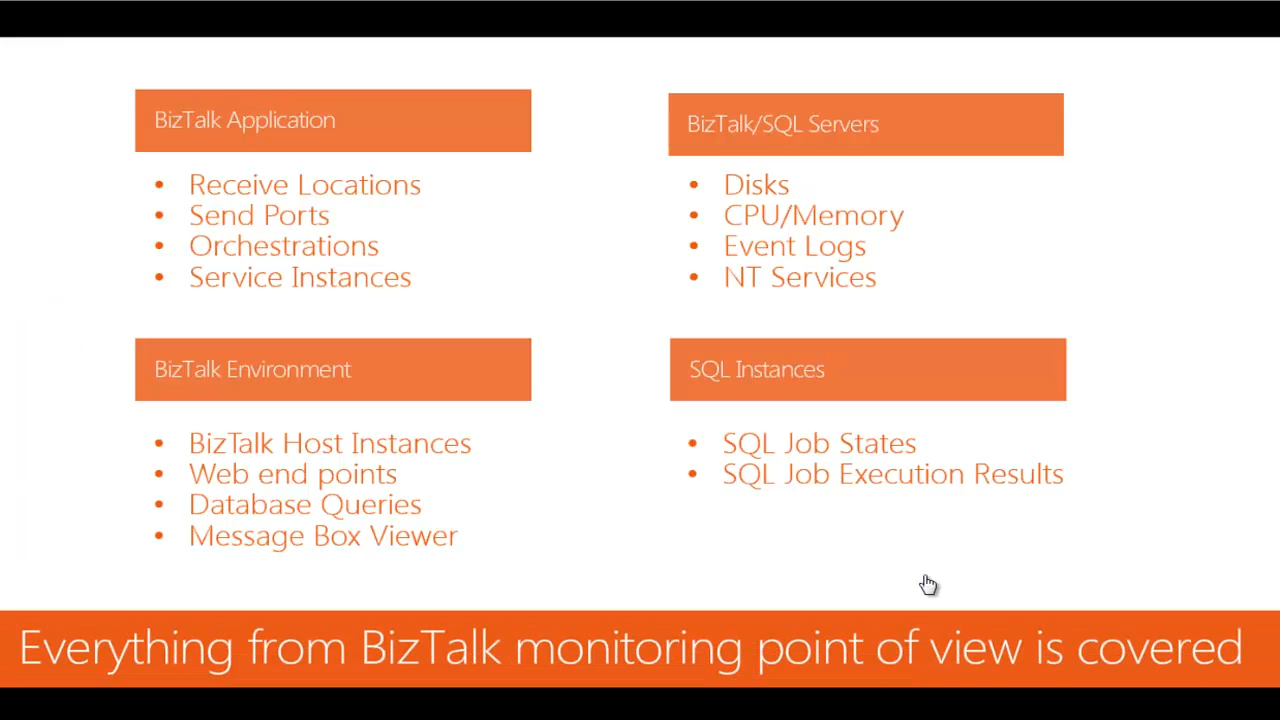 BizTalk Application
• Receive Locations
• Send Ports
• Orchestrations
• Service Instances
BizTalk/SQL Servers
• Disks
• CPU/Memory
• Event Logs
• NT Services
BizTalk Environment
• BizTalk Host Instances
• Web end points
• Database Queries
• Message Box Viewer
SQL Instances
• SQL Job States
• SQL Job Execution Results
Everything from BizTalk monitoring point of view is covered